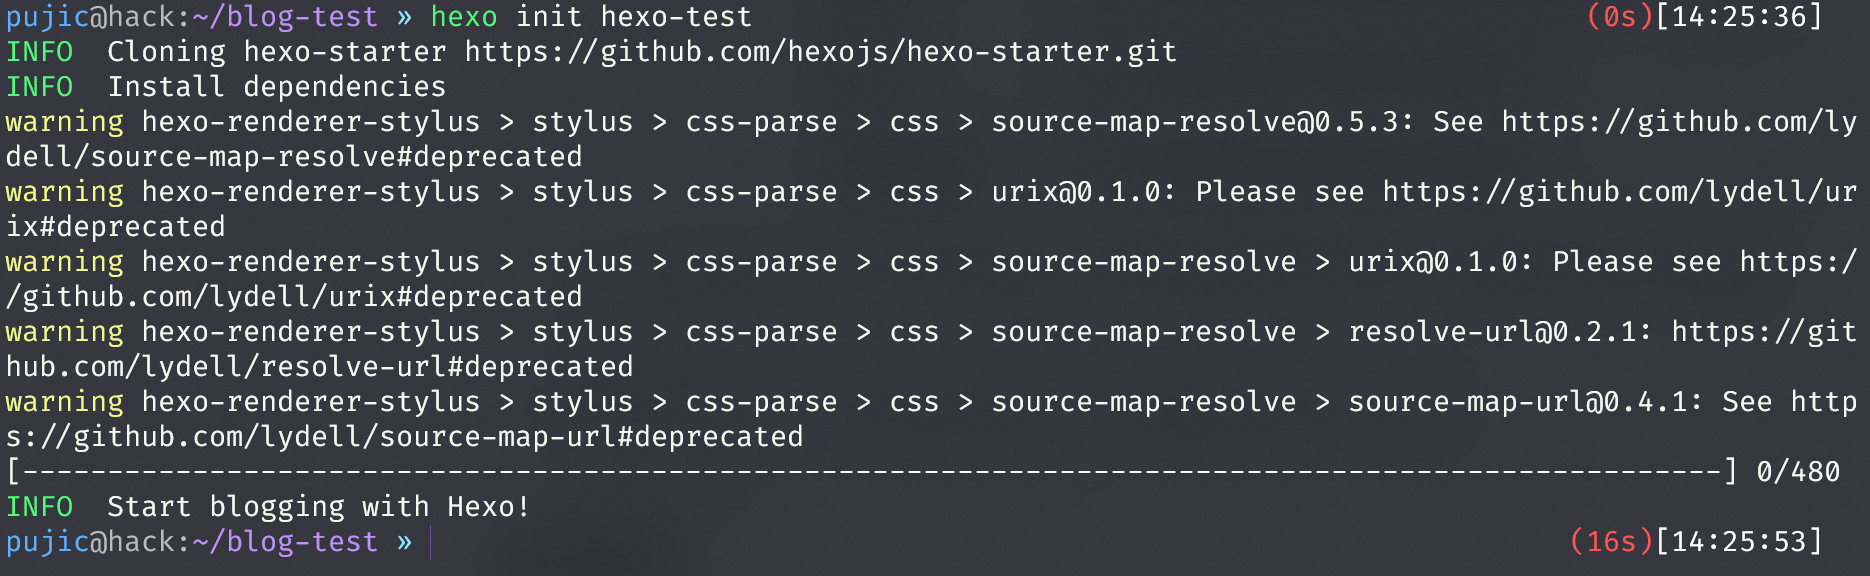 pujic@hack:~/blog-test » hexo init hexo-test (0s)[14:25:36]
INFO  Cloning hexo-starter https://github.com/hexojs/hexo-starter.git
INFO  Install dependencies
warning hexo-renderer-stylus > stylus > css-parse > css > source-map-resolve@0.5.3: See https://github.com/ly
dell/source-map-resolve#deprecated
warning hexo-renderer-stylus > stylus > css-parse > css > urix@0.1.0: Please see https://github.com/lydell/ur
ix#deprecated
warning hexo-renderer-stylus > stylus > css-parse > css > source-map-resolve > urix@0.1.0: Please see https:/
/github.com/lydell/urix#deprecated
warning hexo-renderer-stylus > stylus > css-parse > css > source-map-resolve > resolve-url@0.2.1: https://git
hub.com/lydell/resolve-url#deprecated
warning hexo-renderer-stylus > stylus > css-parse > css > source-map-resolve > source-map-url@0.4.1: See http
s://github.com/lydell/source-map-url#deprecated
[----------------------------------------------------------------------------------------------------] 0/480
INFO  Start blogging with Hexo!
pujic@hack:~/blog-test » (16s)[14:25:53]